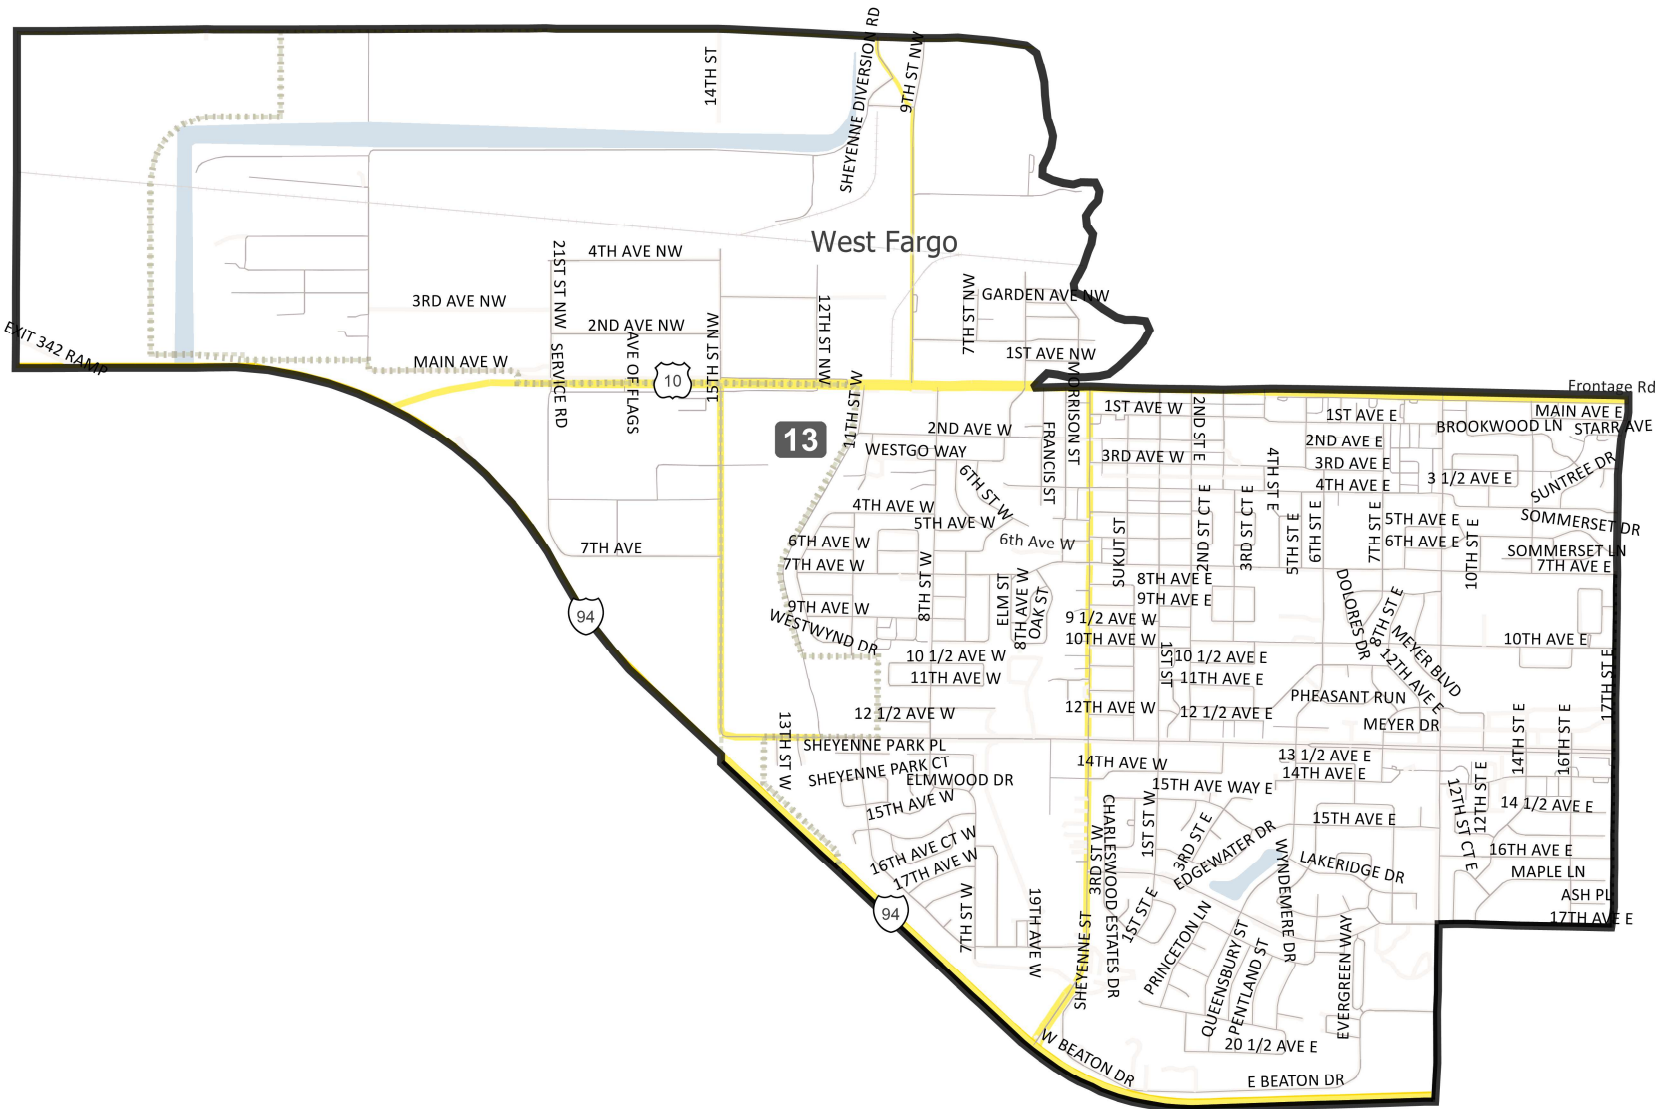 SHEYENNE DIVERSION RD
14TH ST
9TH ST NW
West Fargo
21ST ST NW
4TH AVE NW
3RD AVE NW
2ND AVE NW
12TH ST NW
7TH ST NW
GARDEN AVE NW
1ST AVE NW
15TH ST NW
EXIT 342 RAMP
MAIN AVE W
SERVICE RD
AVE OF FLAGS
10
MORRISON ST
Frontage Rd
13
11TH ST W
2ND AVE W
WESTGO WAY
6TH ST W
FRANCIS ST
1ST AVE W
2ND ST E
1ST AVE E
MAIN AVE E
BROOKWOOD LN
STARR AVE
2ND AVE E
3RD AVE W
3RD AVE E
4TH ST E
4TH AVE E
3 1/2 AVE E
SUNTREE DR
4TH AVE W
5TH AVE W
6TH AVE W
6th Ave W
7TH AVE
7TH AVE W
SUKUT ST
2ND ST CT E
3RD ST CT E
5TH ST E
6TH ST E
7TH ST E
5TH AVE E
6TH AVE E
10TH ST E
SOMMERSET DR
SOMMERSET LN
7TH AVE E
94
8TH ST W
ELM ST
8TH AVE W
OAK ST
8TH AVE E
9TH AVE E
9TH AVE W
9 1/2 AVE W
WESTWYND DR
10TH AVE W
DOLORES DR
8TH ST E
MEYER BLVD
12TH AVE E
10TH AVE E
10 1/2 AVE W
1ST ST
10 1/2 AVE E
11TH AVE W
11TH AVE E
17TH ST E
PHEASANT RUN
12 1/2 AVE W
12TH AVE W
12 1/2 AVE E
MEYER DR
13TH ST W
14TH ST E
16TH ST E
SHEYENNE PARK PL
SHEYENNE PARK CT
ELMWOOD DR
14TH AVE W
13 1/2 AVE E
14TH AVE E
15TH AVE WAY E
12TH ST CT E
12TH ST E
14 1/2 AVE E
15TH AVE W
CHARLESWOOD ESTATES DR
3RD ST W
1ST ST W
3RD ST E
EDGEWATER DR
15TH AVE E
16TH AVE CT W
17TH AVE W
WYNDEMERE DR
LAKERIDGE DR
16TH AVE E
MAPLE LN
ASH PL
17TH AVE E
94
7TH ST W
19TH AVE W
SHEYENNE ST
1ST ST E
PRINCETON LN
QUEENSBURY ST
PENTLAND ST
EVERGREEN WAY
20 1/2 AVE E
W BEATON DR
E BEATON DR